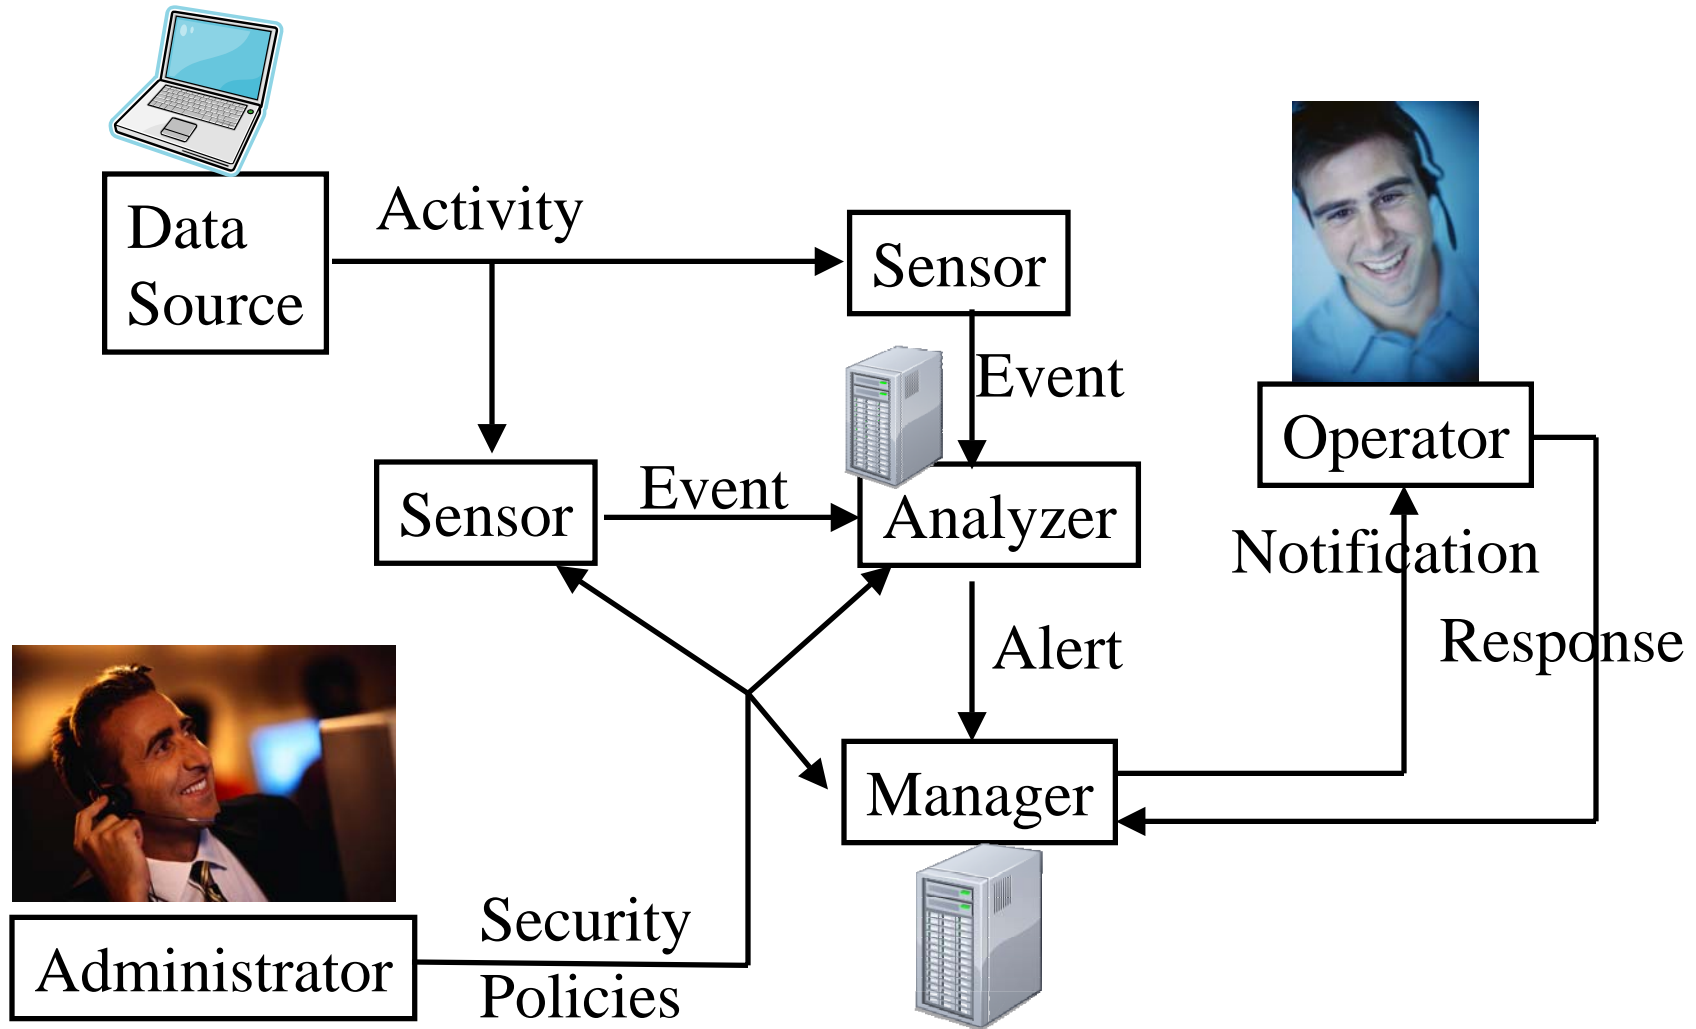 Activity
Data
Source
Sensor
Event
Operator
Event
Sensor
Analyzer
Notification
Alert
Response
Manager
Security
Policies
Administrator